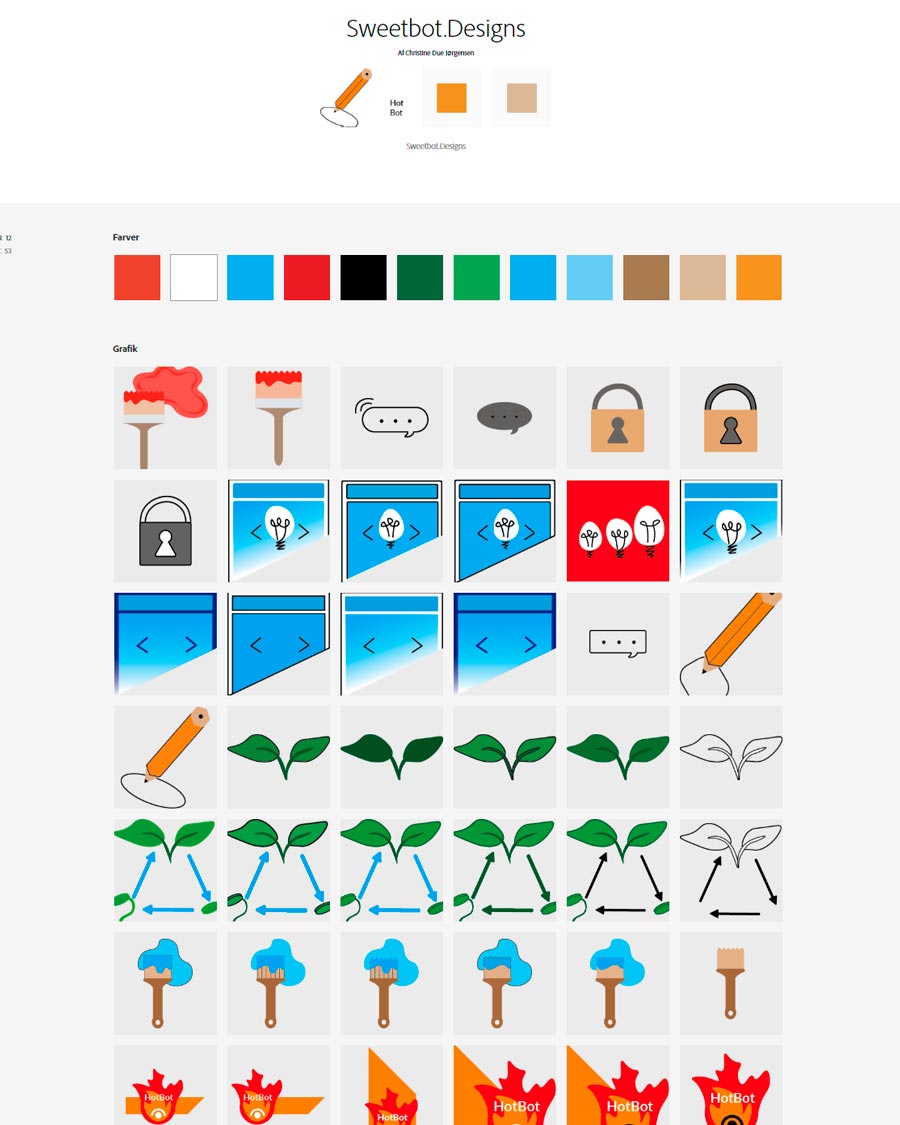 Sweetbot.Designs
Af Christine Due Jørgensen
Hot
Bot
Sweetbot.Designs
R 12
53
Farver
Grafik
HotBot
HotBot
HotBot
HotBot
HotBot
HotBot